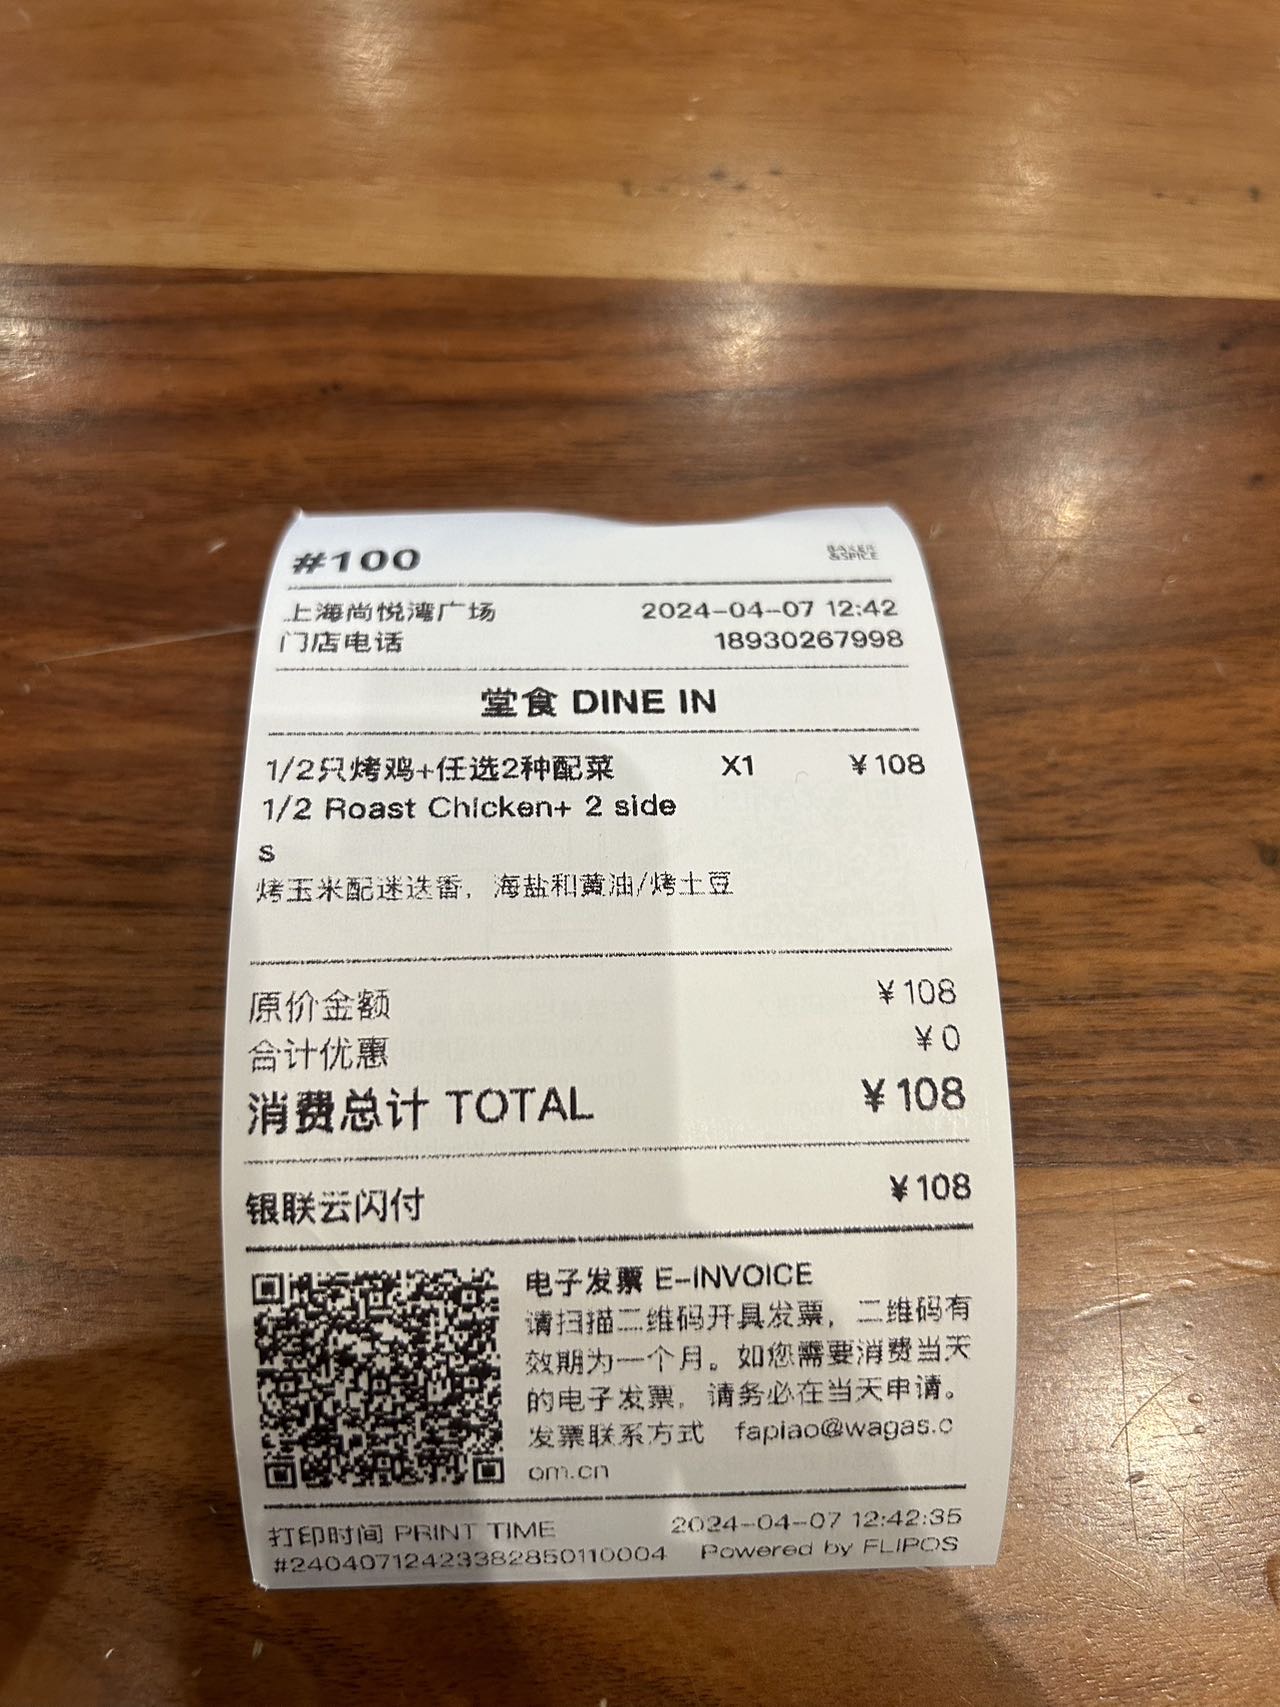 #100
BAKER
&SPICE
上海尚悦湾广场 2024-04-07 12:42
门店电话 18930267998
堂食 DINE IN
1/2只烤鸡+任选2种配菜 X1 ¥108
1/2 Roast Chicken+ 2 side
s
烤玉米配迷迭香，海盐和黄油/烤土豆
原价金额 ¥108
合计优惠 ¥0
消费总计 TOTAL ¥108
银联云闪付 ¥108
电子发票 E-INVOICE
请扫描二维码开具发票，二维码有
效期为一个月。如您需要消费当天
的电子发票，请务必在当天申请。
发票联系方式 fapiao@wagas.c
om.cn
打印时间 PRINT TIME 2024-04-07 12:42:35
#24040712423382850110004 Powered by FLIPOS